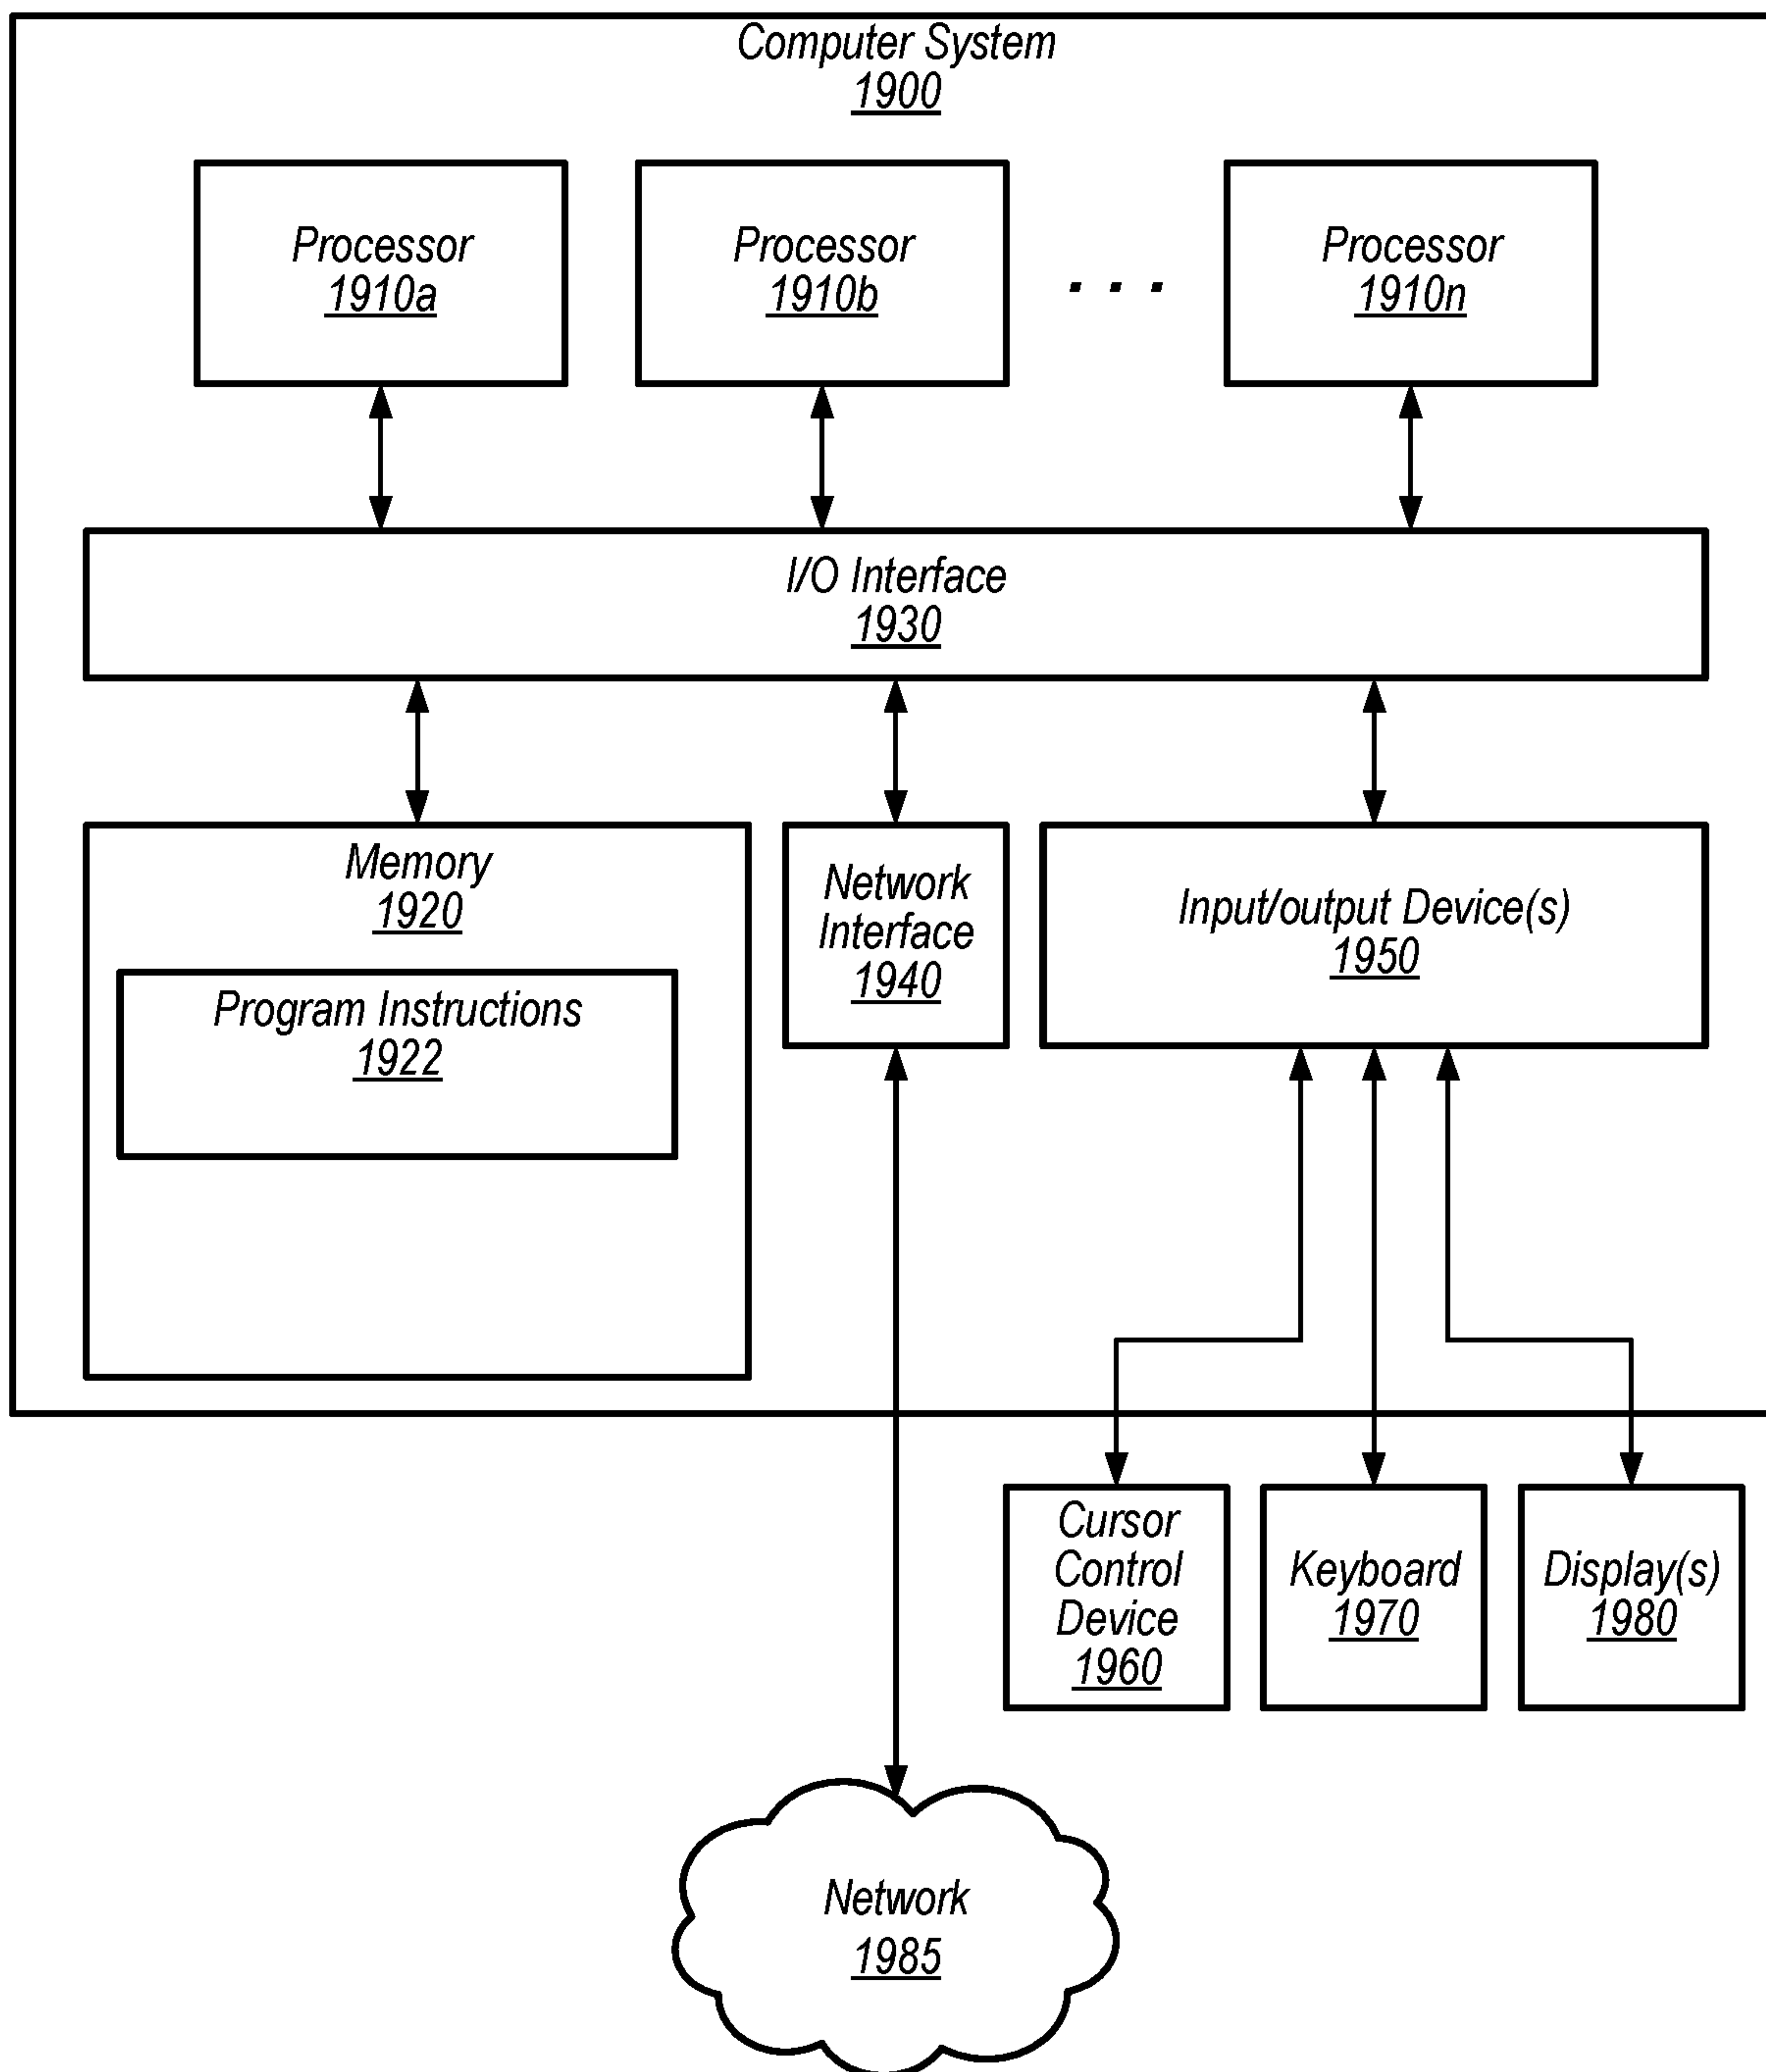 Computer System
1900
Processor
1910a
Processor
1910b
. . .
Processor
1910n
I/O Interface
1930
Memory
1920
Program Instructions
1922
Network
Interface
1940
Input/output Device(s)
1950
Cursor
Control
Device
1960
Keyboard
1970
Display(s)
1980
Network
1985